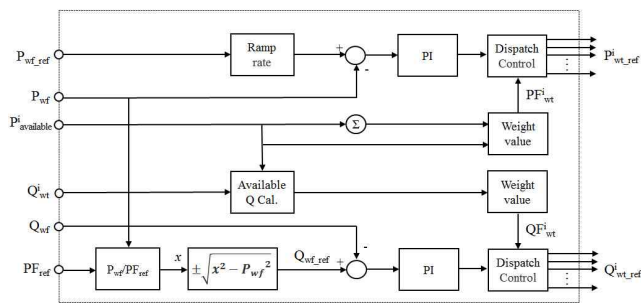 P_wf_ref
Ramp rate
+
-
PI
Dispatch Control
P^i_wt_ref
P_wf
PF^i_wt
P^i_available
Σ
Weight value
Q^i_wt
Available Q Cal.
Weight value
Q_wf
QF^i_wt
-
PF_ref
P_wf/PF_ref
x
±√(x² − P_wf²)
Q_wf_ref
+
PI
Dispatch Control
Q^i_wt_ref